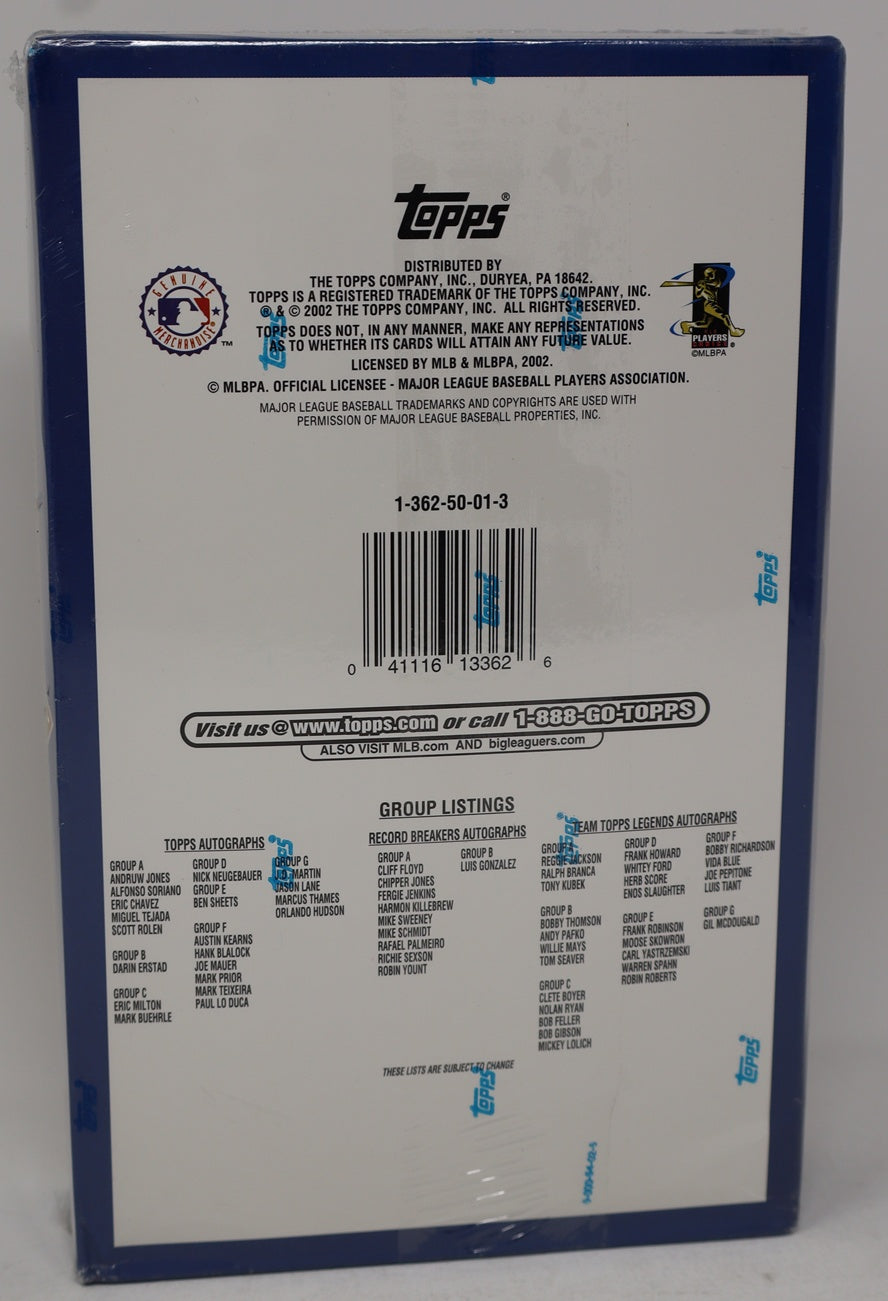 Topps®
GENUINE
MERCHANDISE
™
DISTRIBUTED BY
THE TOPPS COMPANY, INC., DURYEA, PA 18642.
TOPPS IS A REGISTERED TRADEMARK OF THE TOPPS COMPANY, INC.
® & © 2002 THE TOPPS COMPANY, INC. ALL RIGHTS RESERVED.
TOPPS DOES NOT, IN ANY MANNER, MAKE ANY REPRESENTATIONS
AS TO WHETHER ITS CARDS WILL ATTAIN ANY FUTURE VALUE.
LICENSED BY MLB & MLBPA, 2002.
© MLBPA. OFFICIAL LICENSEE - MAJOR LEAGUE BASEBALL PLAYERS ASSOCIATION.
MAJOR LEAGUE BASEBALL TRADEMARKS AND COPYRIGHTS ARE USED WITH
PERMISSION OF MAJOR LEAGUE BASEBALL PROPERTIES, INC.
PLAYERS
®
©MLBPA
1-362-50-01-3
0 41116 13362 6
Visit us @ www.topps.com or call 1-888-GO-TOPPS
ALSO VISIT MLB.com AND bigleaguers.com
GROUP LISTINGS
TOPPS AUTOGRAPHS
GROUP A
ANDRUW JONES
ALFONSO SORIANO
ERIC CHAVEZ
MIGUEL TEJADA
SCOTT ROLEN
GROUP B
DARIN ERSTAD
GROUP C
ERIC MILTON
MARK BUEHRLE
GROUP D
NICK NEUGEBAUER
GROUP E
BEN SHEETS
GROUP F
AUSTIN KEARNS
HANK BLALOCK
JOE MAUER
MARK PRIOR
MARK TEIXEIRA
PAUL LO DUCA
GROUP G
MARTIN
JASON LANE
MARCUS THAMES
ORLANDO HUDSON
RECORD BREAKERS AUTOGRAPHS
GROUP A
CLIFF FLOYD
CHIPPER JONES
FERGIE JENKINS
HARMON KILLEBREW
MIKE SWEENEY
MIKE SCHMIDT
RAFAEL PALMEIRO
RICHIE SEXSON
ROBIN YOUNT
GROUP B
LUIS GONZALEZ
TEAM TOPPS LEGENDS AUTOGRAPHS
GROUP A
REGGIE JACKSON
RALPH BRANCA
TONY KUBEK
GROUP B
BOBBY THOMSON
ANDY PAFKO
WILLIE MAYS
TOM SEAVER
GROUP C
CLETE BOYER
NOLAN RYAN
BOB FELLER
BOB GIBSON
MICKEY LOLICH
GROUP D
FRANK HOWARD
WHITEY FORD
HERB SCORE
ENOS SLAUGHTER
GROUP E
FRANK ROBINSON
MOOSE SKOWRON
CARL YASTRZEMSKI
WARREN SPAHN
ROBIN ROBERTS
GROUP F
BOBBY RICHARDSON
VIDA BLUE
JOE PEPITONE
LUIS TIANT
GROUP G
GIL MCDOUGALD
THESE LISTS ARE SUBJECT TO CHANGE
Topps
Topps
Topps
Topps
Topps
Topps
Topps
Topps